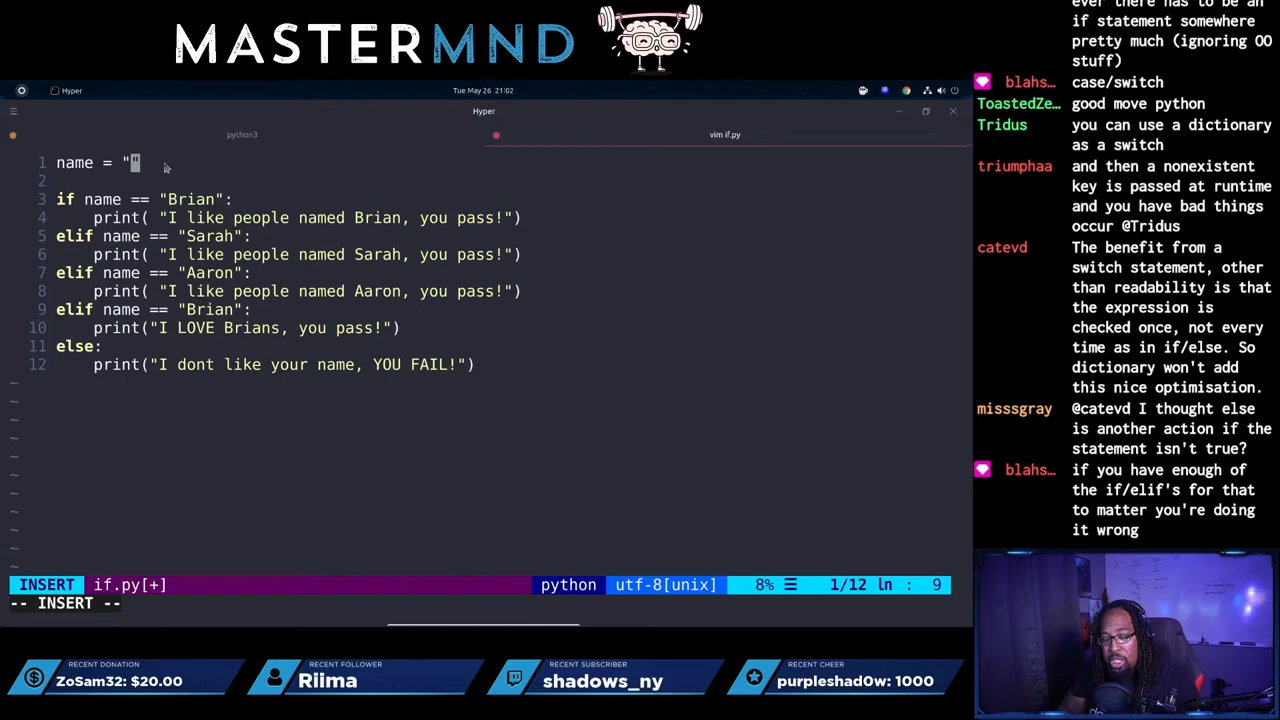 MASTERMND
Hyper
Tue May 26 21:02
Hyper
python3
vim if.py
1 name = ""
2
3 if name == "Brian":
4 print( "I like people named Brian, you pass!")
5 elif name == "Sarah":
6 print( "I like people named Sarah, you pass!")
7 elif name == "Aaron":
8 print( "I like people named Aaron, you pass!")
9 elif name == "Brian":
10 print("I LOVE Brians, you pass!")
11 else:
12 print("I dont like your name, YOU FAIL!")
~
~
~
~
~
~
~
~
~
~
~
INSERT if.py[+] python utf-8[unix] 8% ☰ 1/12 ln : 9
-- INSERT --
ever there has to be an
if statement somewhere
pretty much (ignoring OO
stuff)
blahs… case/switch
ToastedZe… good move python
Tridus you can use a dictionary
as a switch
triumphaa and then a nonexistent
key is passed at runtime
and you have bad things
occur @Tridus
catevd The benefit from a
switch statement, other
than readability is that
the expression is
checked once, not every
time as in if/else. So
dictionary won't add
this nice optimisation.
misssgray @catevd I thought else
is another action if the
statement isn't true?
blahs… if you have enough of
the if/elif's for that
to matter you're doing
it wrong
RECENT DONATION
ZoSam32: $20.00
RECENT FOLLOWER
Riima
RECENT SUBSCRIBER
shadows_ny
RECENT CHEER
purpleshad0w: 1000